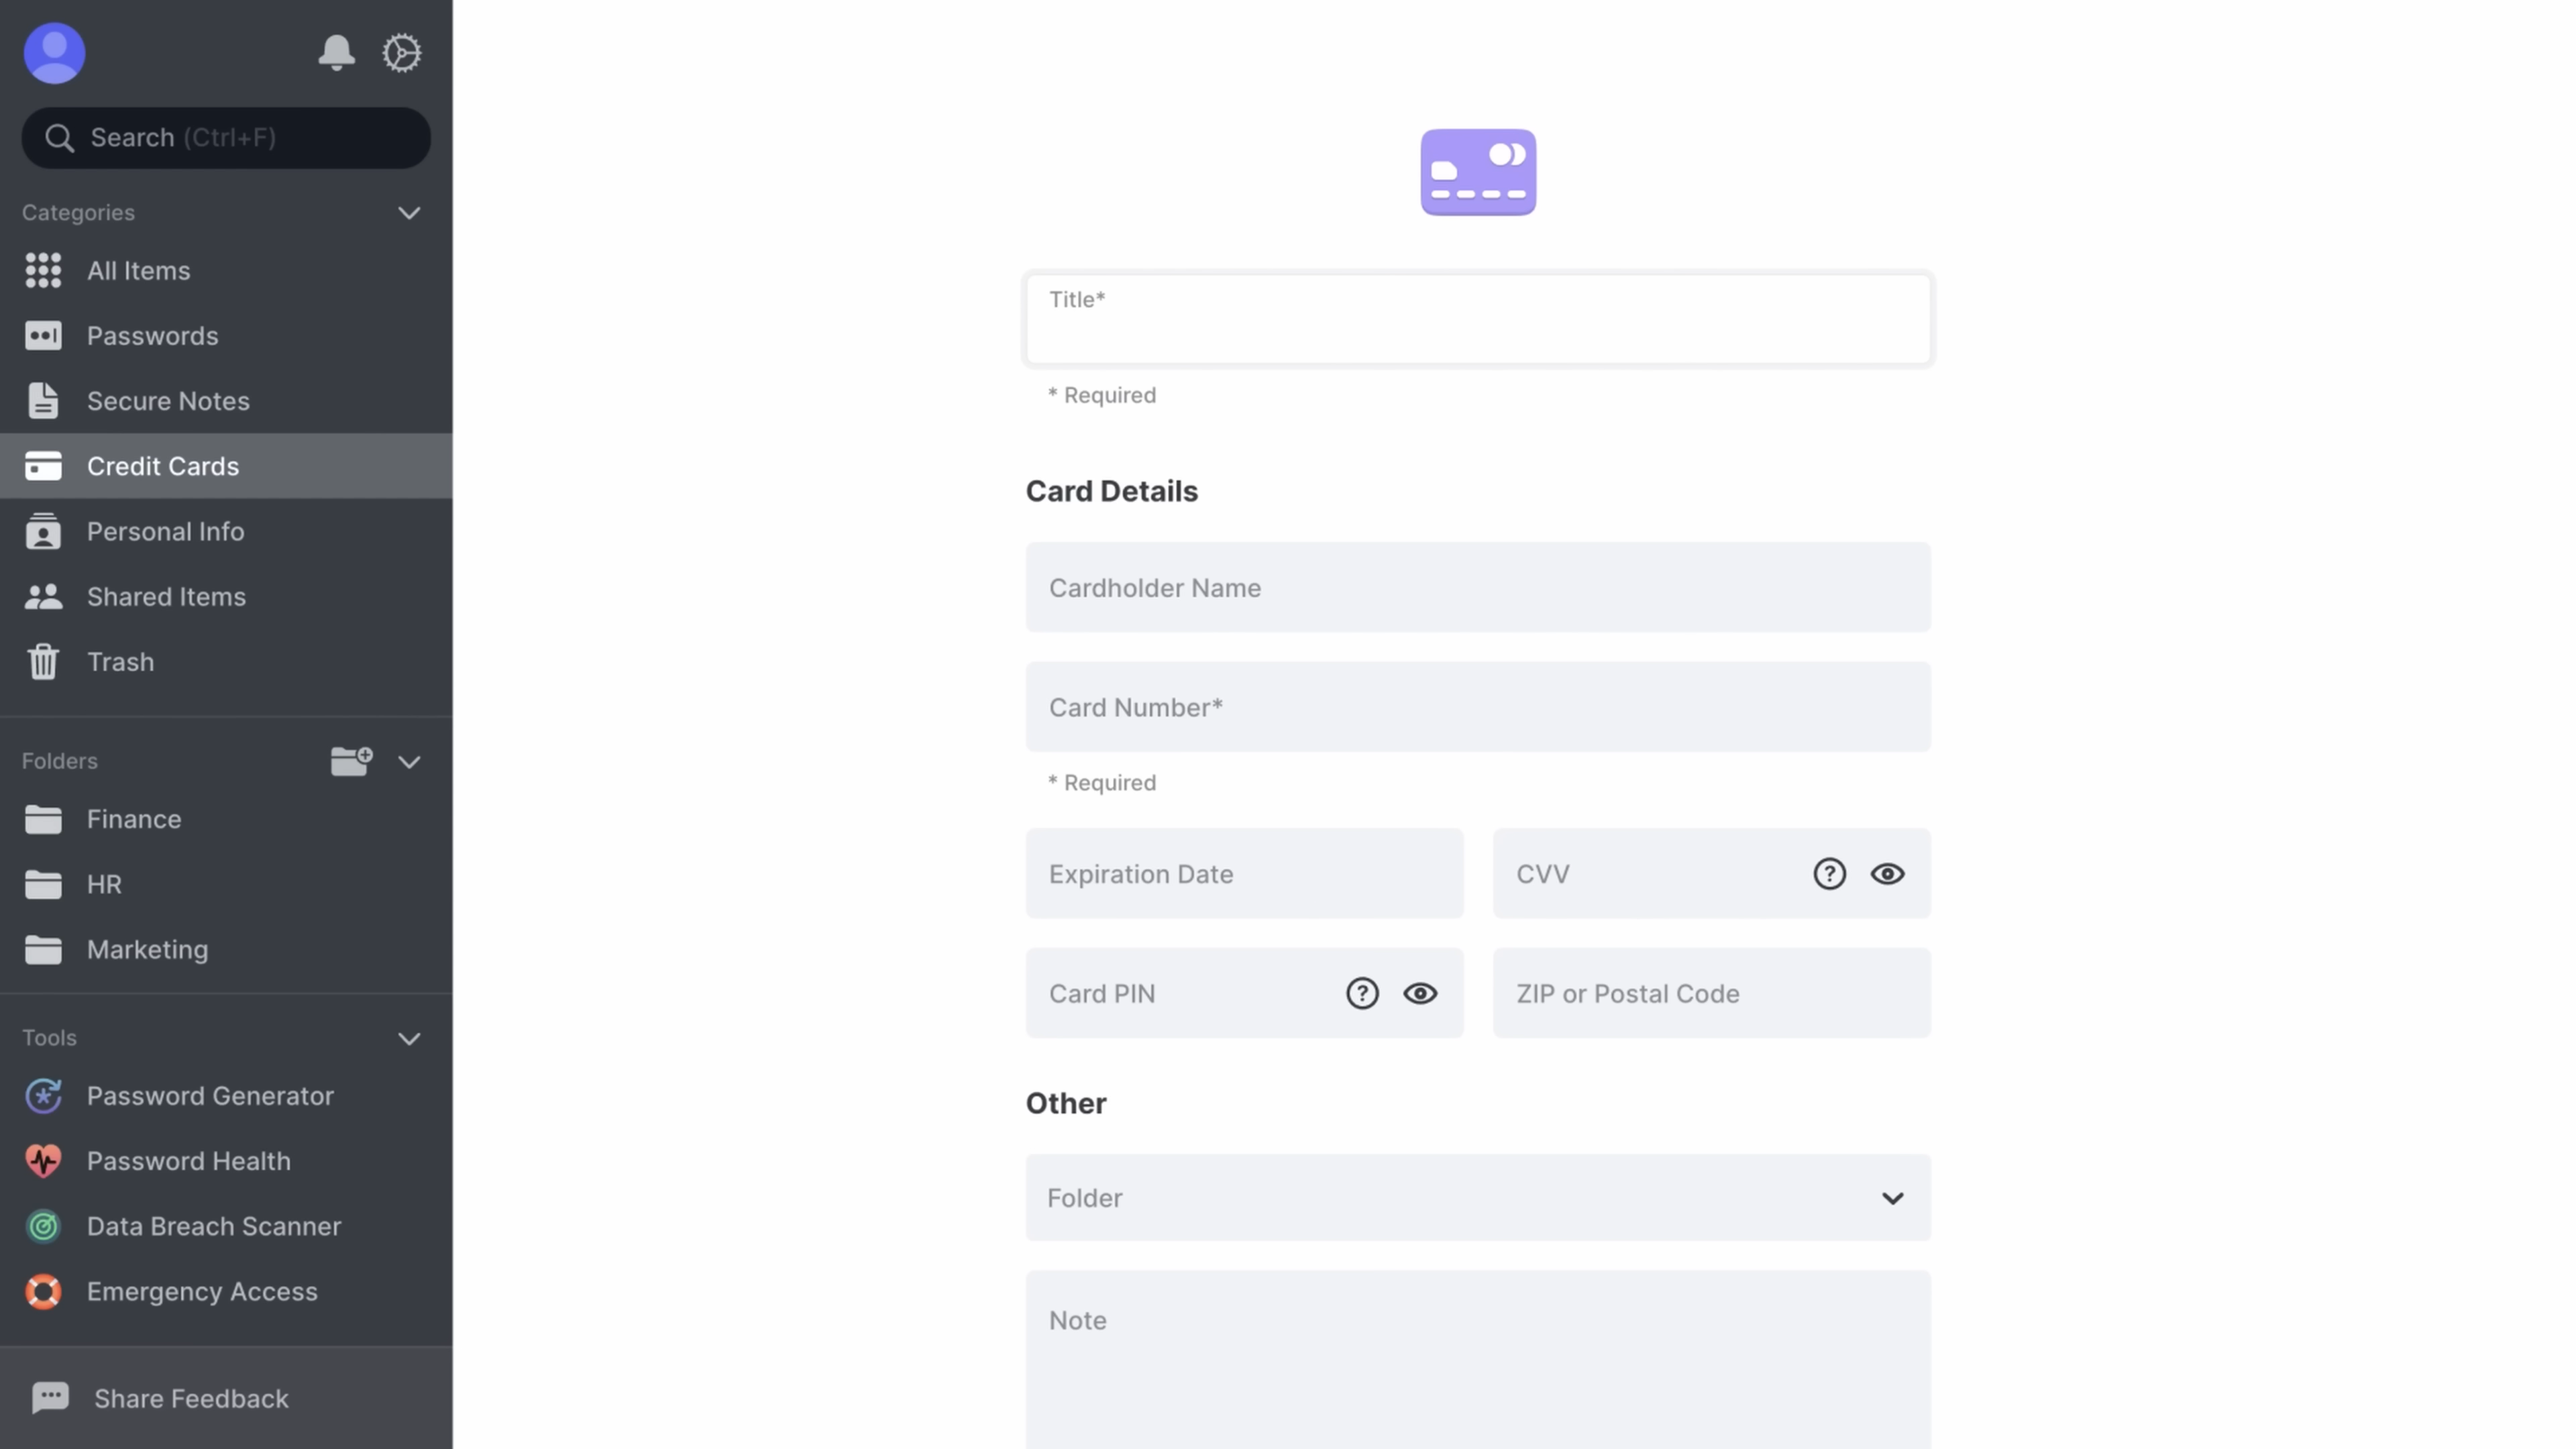 Search (Ctrl+F)
Categories
All Items
Passwords
Secure Notes
Credit Cards
Personal Info
Shared Items
Trash
Folders
Finance
HR
Marketing
Tools
Password Generator
Password Health
Data Breach Scanner
Emergency Access
Share Feedback
Title*
* Required
Card Details
Cardholder Name
Card Number*
* Required
Expiration Date
CVV
Card PIN
ZIP or Postal Code
Other
Folder
Note